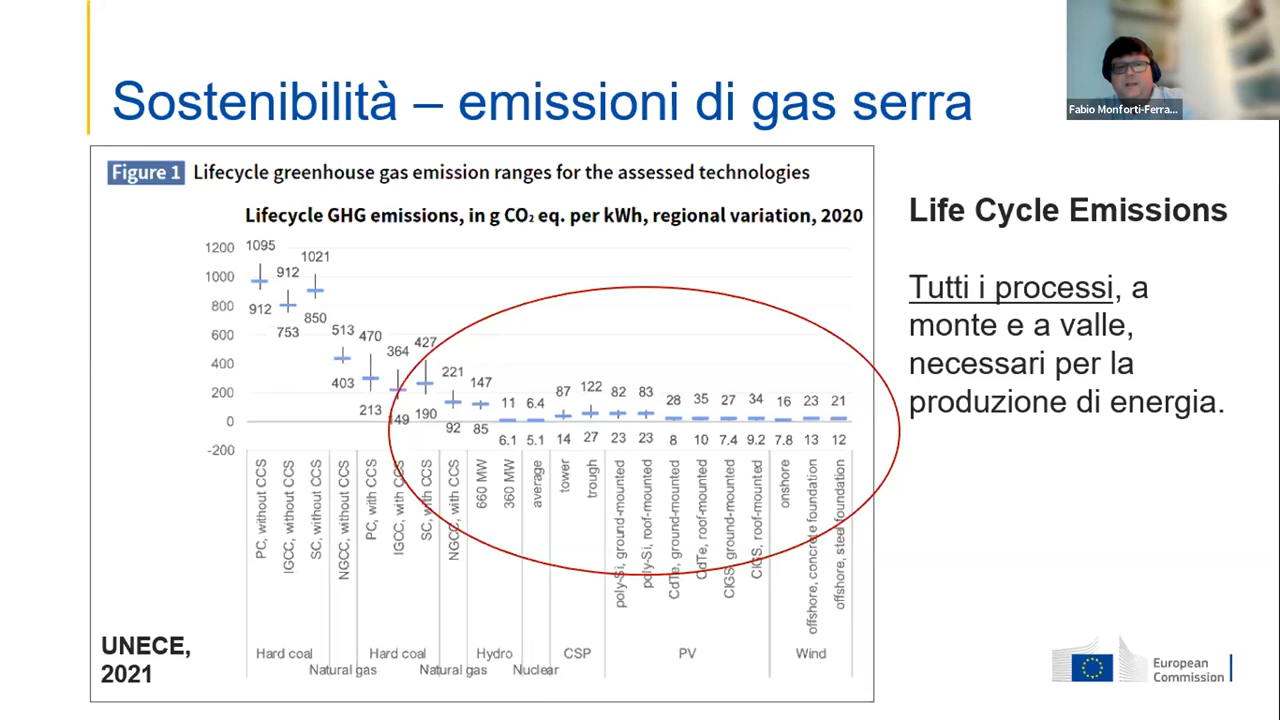 Sostenibilità – emissioni di gas serra
Fabio Monforti-Ferra...
Figure 1 Lifecycle greenhouse gas emission ranges for the assessed technologies
Lifecycle GHG emissions, in g CO₂ eq. per kWh, regional variation, 2020
1200
1000
800
600
400
200
0
-200
1095
912
912
753
1021
850
513
403
470
213
364
149
427
190
221
92
147
85
11
6.1
6.4
5.1
87
14
122
27
82
23
83
23
28
8
35
10
27
7.4
34
9.2
16
7.8
23
13
21
12
PC, without CCS
IGCC, without CCS
SC, without CCS
NGCC, without CCS
PC, with CCS
IGCC, with CCS
SC, with CCS
NGCC, with CCS
660 MW
360 MW
average
tower
trough
poly-Si, ground-mounted
poly-Si, roof-mounted
CdTe, ground-mounted
CdTe, roof-mounted
CIGS, ground-mounted
CIGS, roof-mounted
onshore
offshore, concrete foundation
offshore, steel foundation
Hard coal
Natural gas
Hard coal
Natural gas
Hydro
Nuclear
CSP
PV
Wind
UNECE,
2021
Life Cycle Emissions
Tutti i processi, a
monte e a valle,
necessari per la
produzione di energia.
European
Commission